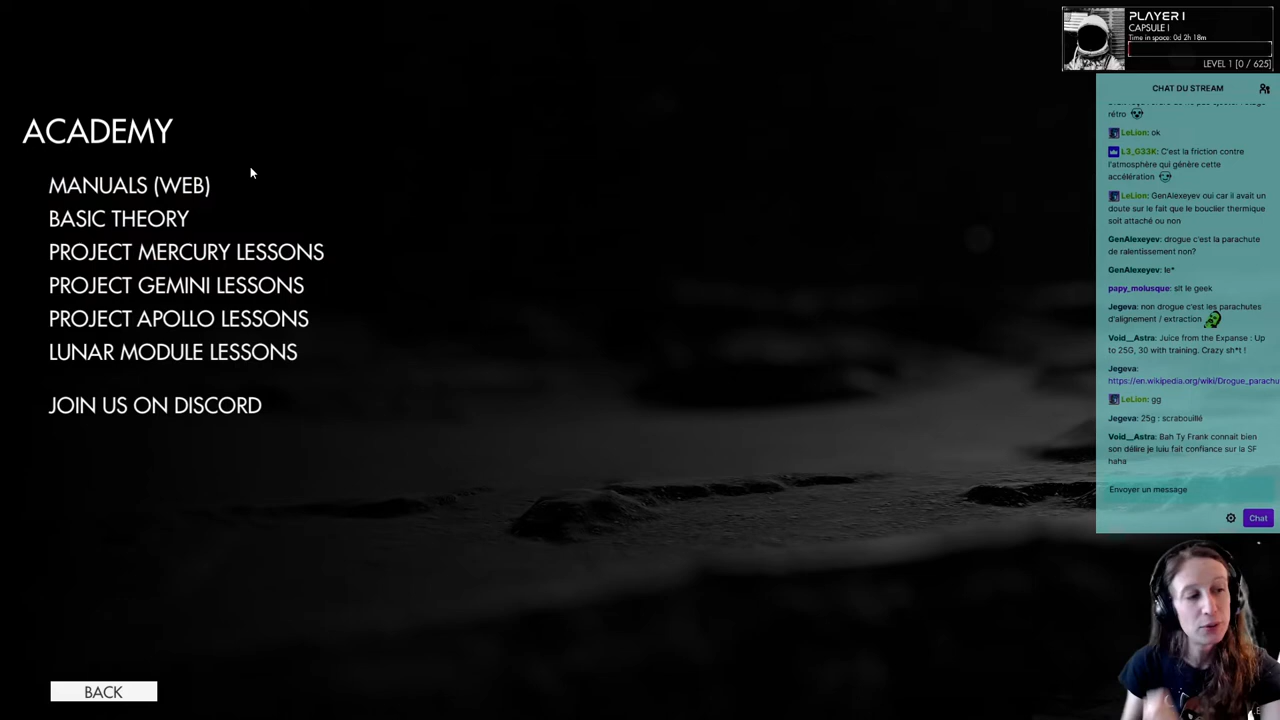 PLAYER 1
CAPSULE 1
Time in space: 0d 2h 18m
LEVEL 1 [0 / 625]
CHAT DU STREAM
rétro
LeLion: ok
L3_G33K: C'est la friction contre
l'atmosphère qui génère cette
accélération
LeLion: GenAlexeyev oui car il avait un
doute sur le fait que le bouclier thermique
soit attaché ou non
GenAlexeyev: drogue c'est la parachute
de ralentissement non?
GenAlexeyev: le*
papy_molusque: slt le geek
Jegeva: non drogue c'est les parachutes
d'alignement / extraction
Void__Astra: Juice from the Expanse : Up
to 25G, 30 with training. Crazy sh*t !
Jegeva:
https://en.wikipedia.org/wiki/Drogue_parachu
LeLion: gg
Jegeva: 25g : scrabouillé
Void__Astra: Bah Ty Frank connait bien
son délire je luiu fait confiance sur la SF
haha
Envoyer un message
Chat
ACADEMY
MANUALS (WEB)
BASIC THEORY
PROJECT MERCURY LESSONS
PROJECT GEMINI LESSONS
PROJECT APOLLO LESSONS
LUNAR MODULE LESSONS
JOIN US ON DISCORD
BACK